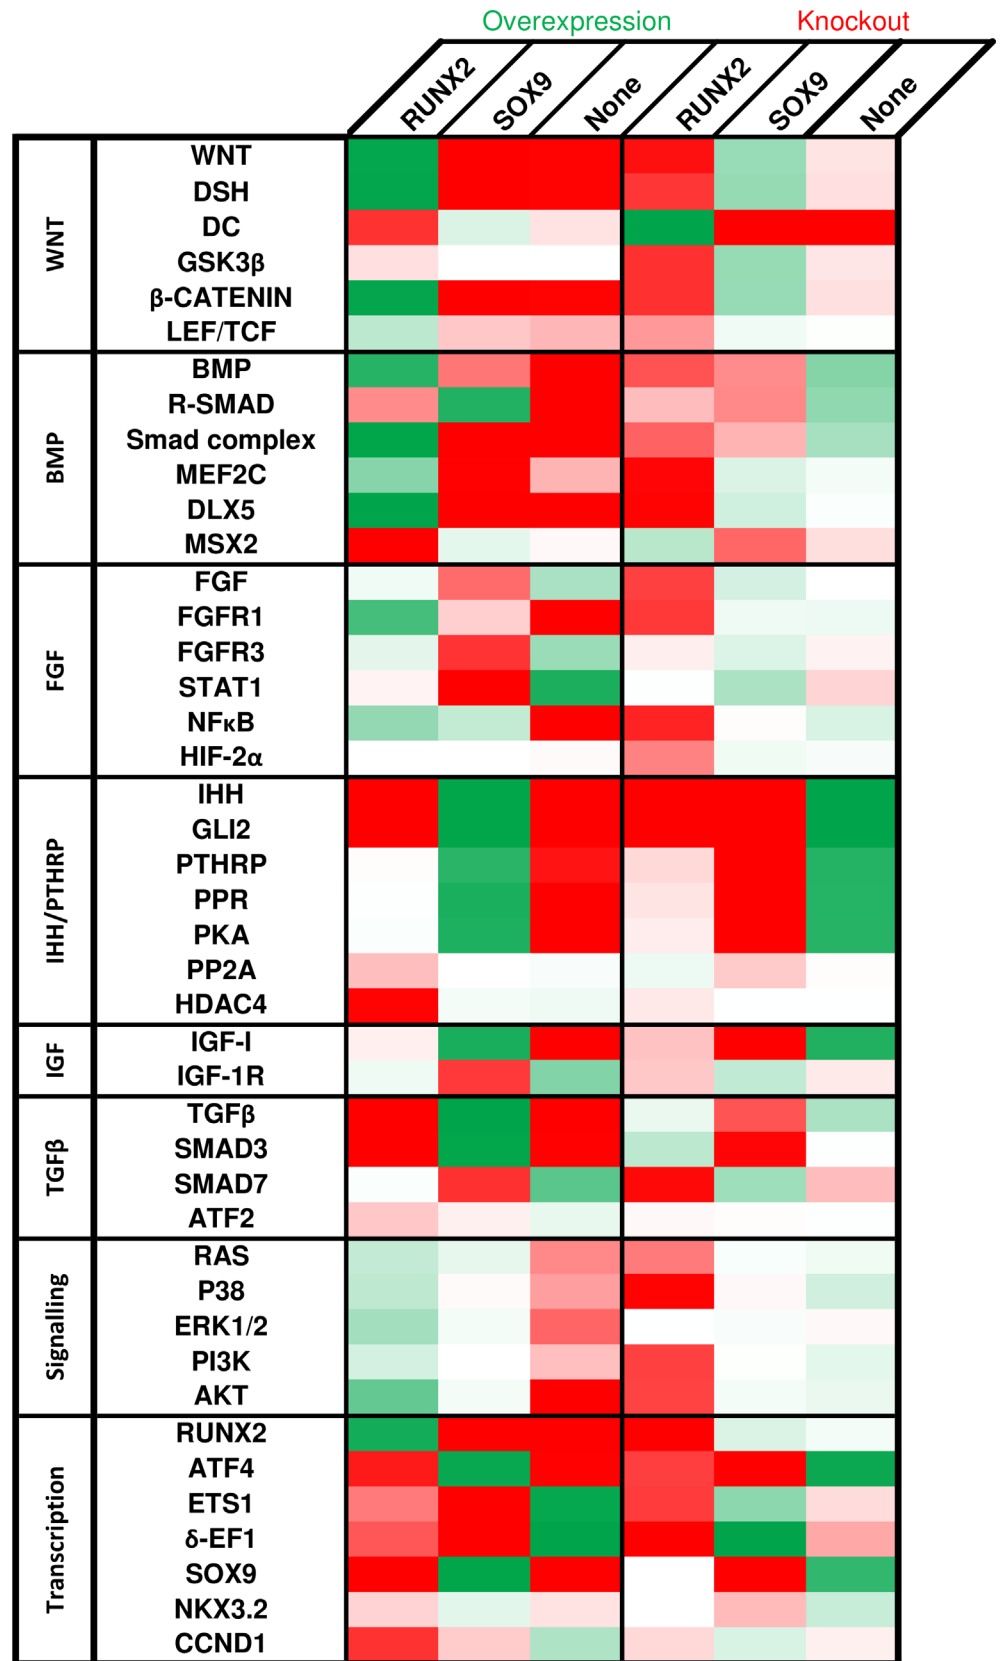 Overexpression Knockout
RUNX2 SOX9 None RUNX2 SOX9 None
WNT
WNT
DSH
DC
GSK3β
β-CATENIN
LEF/TCF
BMP
BMP
R-SMAD
Smad complex
MEF2C
DLX5
MSX2
FGF
FGF
FGFR1
FGFR3
STAT1
NFκB
HIF-2α
IHH/PTHRP
IHH
GLI2
PTHRP
PPR
PKA
PP2A
HDAC4
IGF
IGF-I
IGF-1R
TGFβ
TGFβ
SMAD3
SMAD7
ATF2
Signalling
RAS
P38
ERK1/2
PI3K
AKT
Transcription
RUNX2
ATF4
ETS1
δ-EF1
SOX9
NKX3.2
CCND1